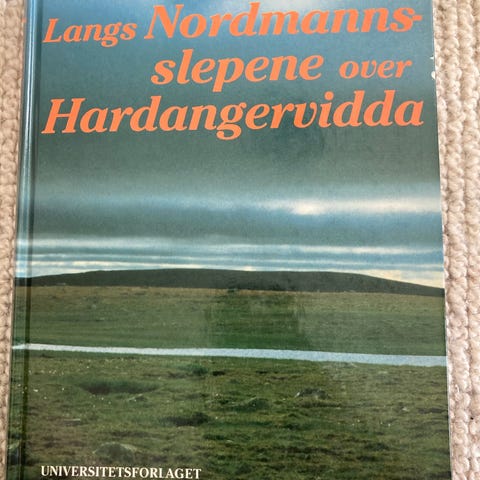 Langs Nordmanns-
slepene over
Hardangervidda
UNIVERSITETSFORLAGET